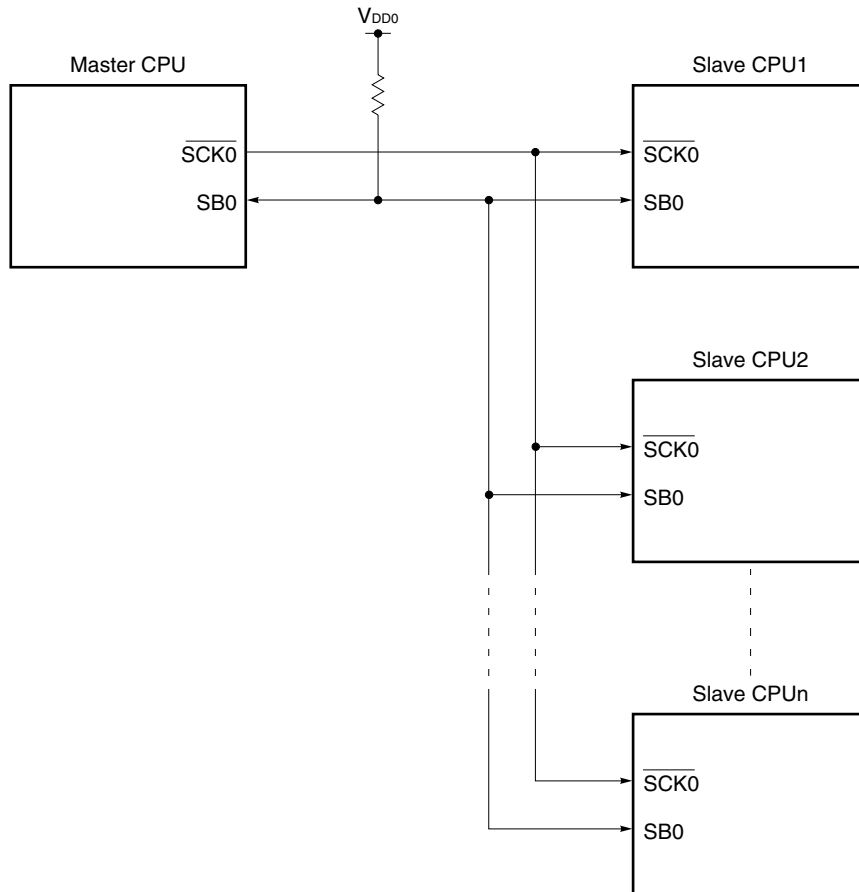 VDD0
Master CPU
SCK0
SB0
Slave CPU1
SCK0
SB0
Slave CPU2
SCK0
SB0
Slave CPUn
SCK0
SB0